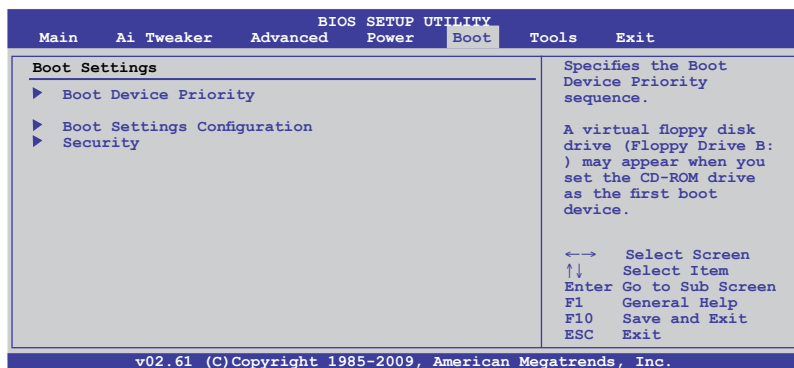 BIOS SETUP UTILITY
Main Ai Tweaker Advanced Power Boot Tools Exit
Boot Settings
Boot Device Priority
Boot Settings Configuration
Security
Specifies the Boot
Device Priority
sequence.
A virtual floppy disk
drive (Floppy Drive B:
) may appear when you
set the CD-ROM drive
as the first boot
device.
←→ Select Screen
↑↓ Select Item
Enter Go to Sub Screen
F1 General Help
F10 Save and Exit
ESC Exit
v02.61 (C)Copyright 1985-2009, American Megatrends, Inc.